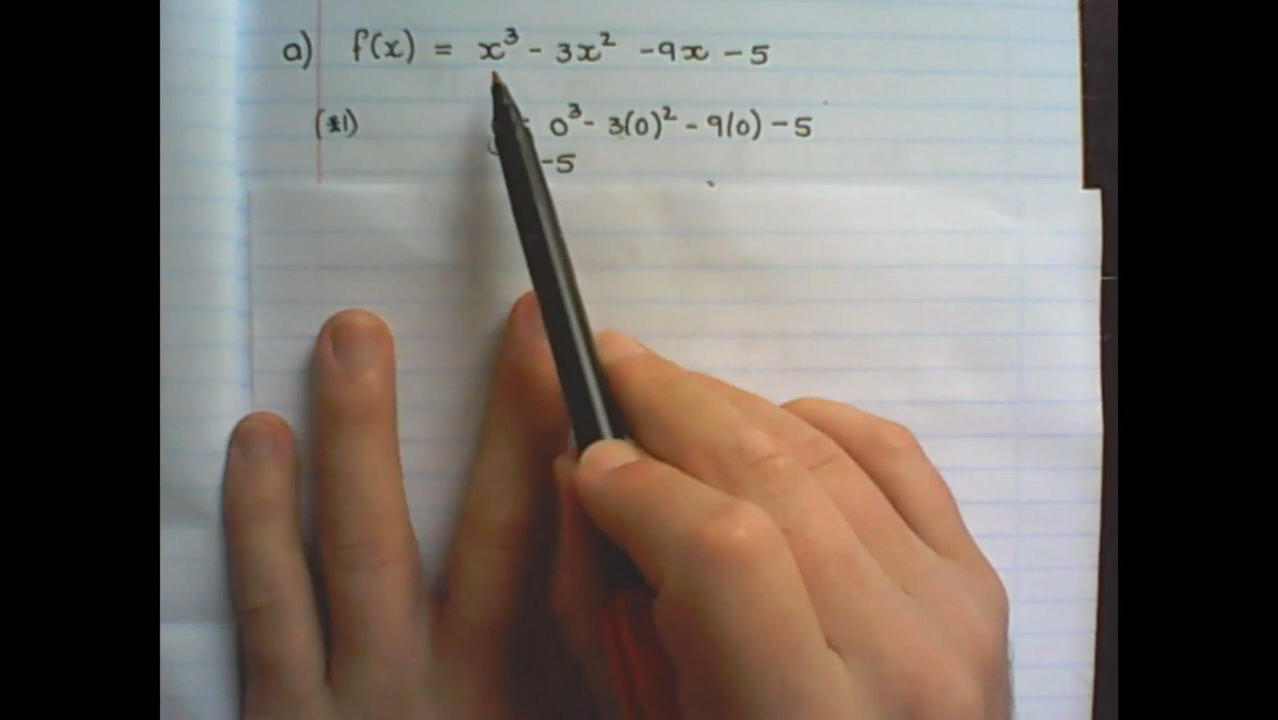 a) f(x) = x³ - 3x² - 9x - 5
0³ - 3(0)² - 9(0) - 5
-5